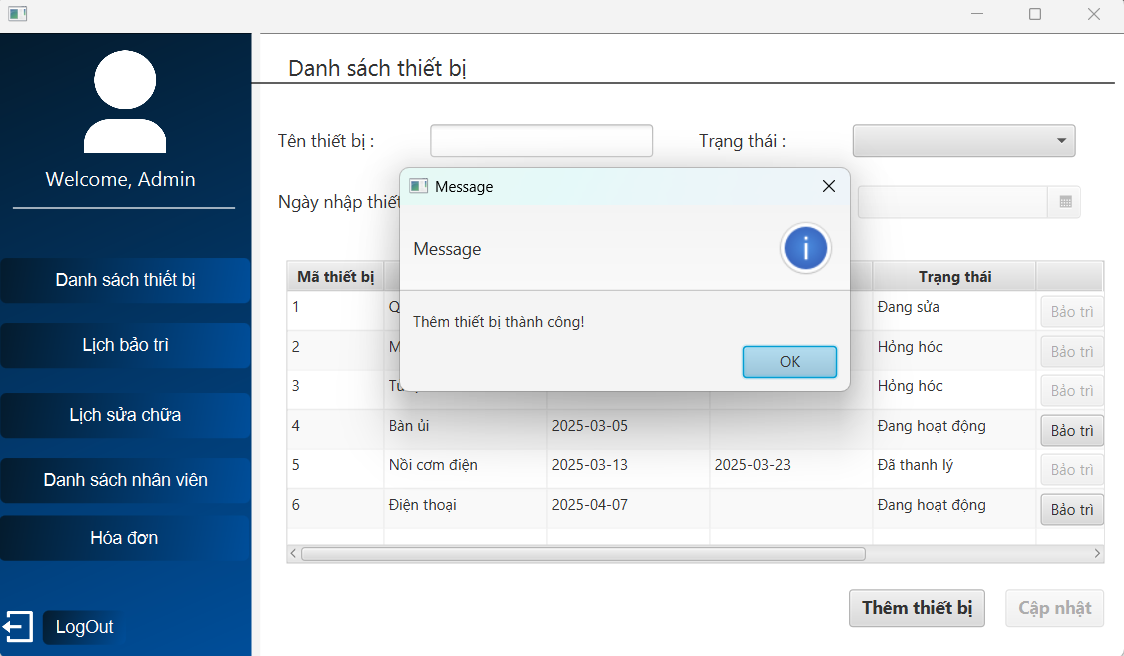 Welcome, Admin
Danh sách thiết bị
Lịch bảo trì
Lịch sửa chữa
Danh sách nhân viên
Hóa đơn
LogOut
Danh sách thiết bị
Tên thiết bị :
Trạng thái :
Ngày nhập thiết
Message
Message
i
Thêm thiết bị thành công!
OK
Mã thiết bị Trạng thái
1 Q Đang sửa Bảo trì
2 M Hỏng hóc Bảo trì
3 Hỏng hóc Bảo trì
4 Bàn ủi 2025-03-05 Đang hoạt động Bảo trì
5 Nồi cơm điện 2025-03-13 2025-03-23 Đã thanh lý Bảo trì
6 Điện thoại 2025-04-07 Đang hoạt động Bảo trì
Thêm thiết bị Cập nhật